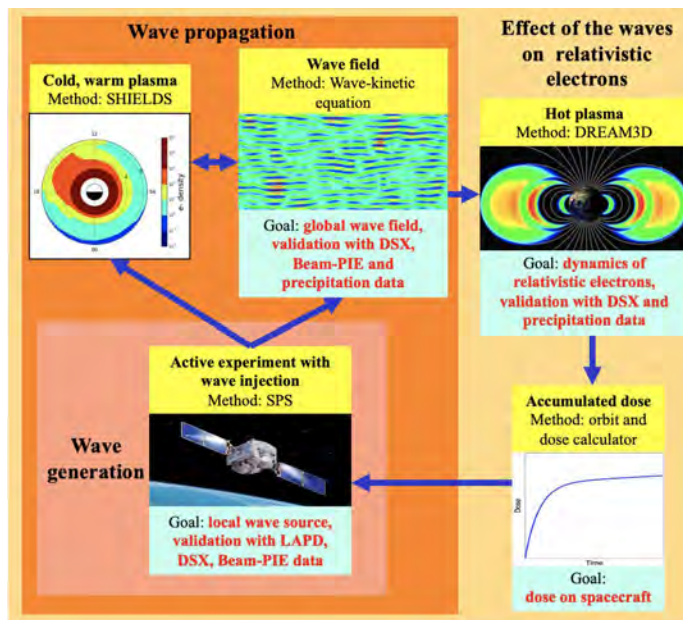 Wave propagation
Effect of the waves
on relativistic
electrons
Cold, warm plasma
Method: SHIELDS
12
18
06
00
e- density
Wave field
Method: Wave-kinetic
equation
Goal: global wave field,
validation with DSX,
Beam-PIE and
precipitation data
Hot plasma
Method: DREAM3D
Goal: dynamics of
relativistic electrons,
validation with DSX and
precipitation data
Wave
generation
Active experiment with
wave injection
Method: SPS
Goal: local wave source,
validation with LAPD,
DSX, Beam-PIE data
Accumulated dose
Method: orbit and
dose calculator
Dose
Time
Goal:
dose on spacecraft